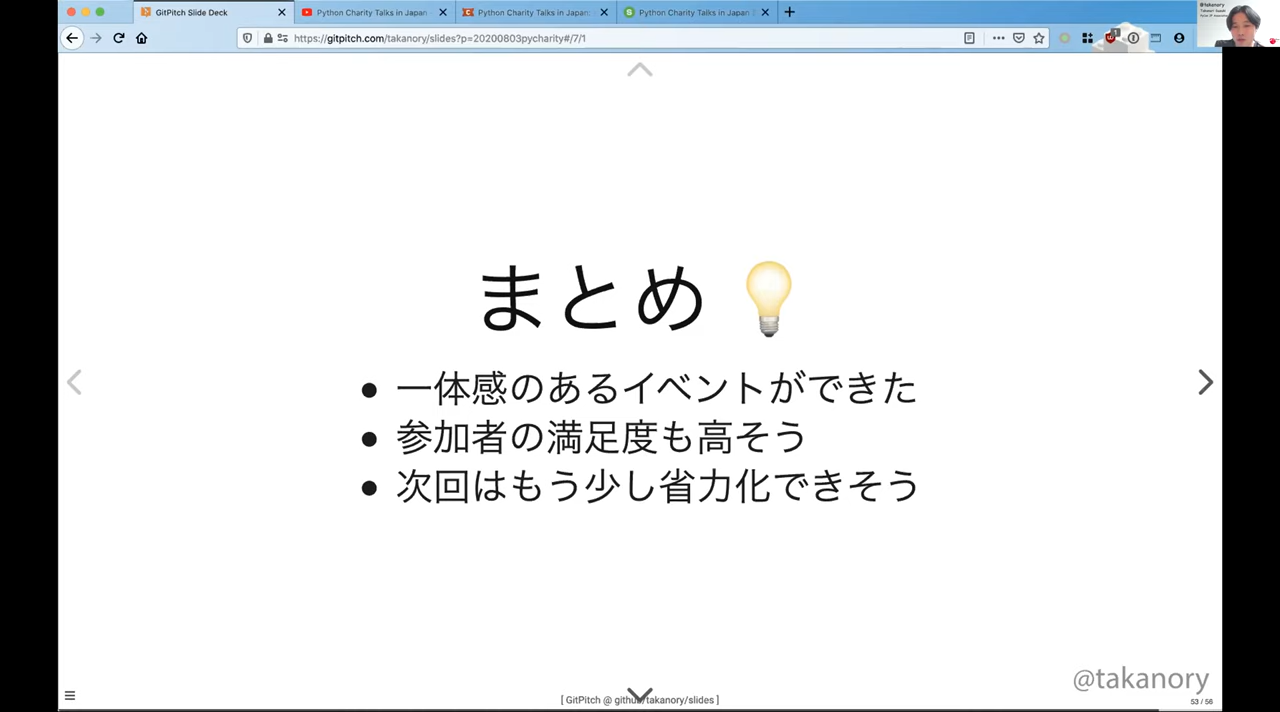 GitPitch Slide Deck
Python Charity Talks in Japan
Python Charity Talks in Japan:
Python Charity Talks in Japan
https://gitpitch.com/takanory/slides?p=20200803pycharity#/7/1
@takanory
まとめ 💡
● 一体感のあるイベントができた
● 参加者の満足度も高そう
● 次回はもう少し省力化できそう
@takanory
[ GitPitch @ github/takanory/slides ]
53 / 56